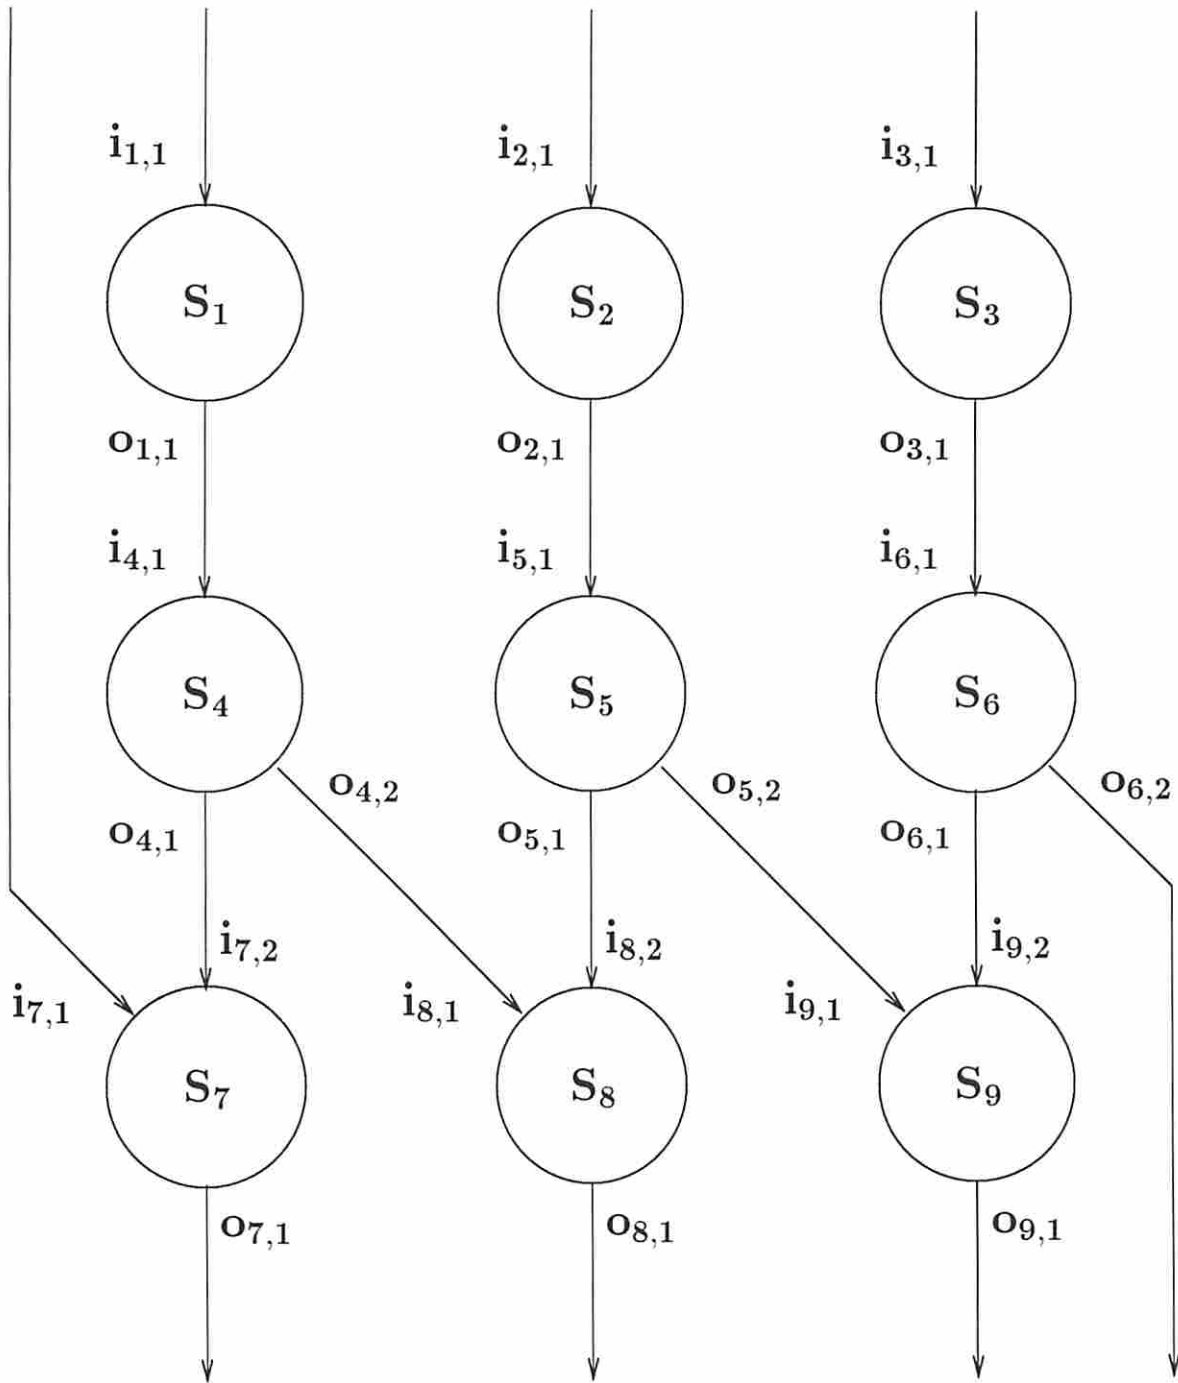 i1,1 i2,1 i3,1
S1 S2 S3
o1,1 o2,1 o3,1
i4,1 i5,1 i6,1
S4 S5 S6
o4,2 o5,2 o6,2
o4,1 o5,1 o6,1
i7,2 i8,2 i9,2
i7,1 i8,1 i9,1
S7 S8 S9
o7,1 o8,1 o9,1